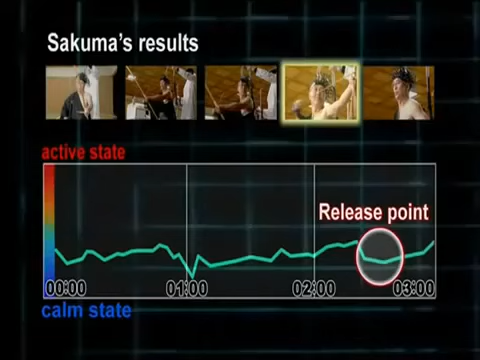 Sakuma's results
active state
Release point
00:00 01:00 02:00 03:00
calm state